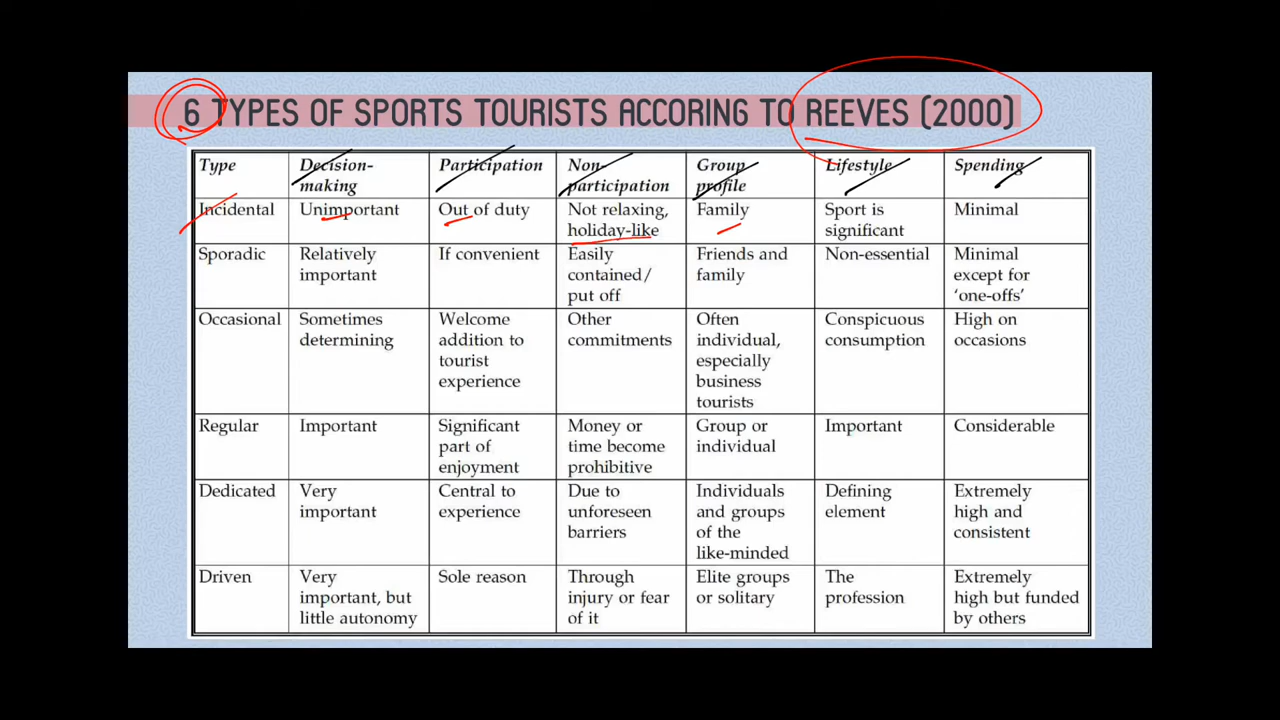 6 TYPES OF SPORTS TOURISTS ACCORING TO REEVES (2000)
Type Decision- Participation Non- Group Lifestyle Spending
making participation profile
Incidental Unimportant Out of duty Not relaxing, Family Sport is Minimal
holiday-like significant
Sporadic Relatively If convenient Easily Friends and Non-essential Minimal
important contained/ family except for
put off ‘one-offs’
Occasional Sometimes Welcome Other Often Conspicuous High on
determining addition to commitments individual, consumption occasions
tourist especially
experience business
tourists
Regular Important Significant Money or Group or Important Considerable
part of time become individual
enjoyment prohibitive
Dedicated Very Central to Due to Individuals Defining Extremely
important experience unforeseen and groups element high and
barriers of the consistent
like-minded
Driven Very Sole reason Through Elite groups The Extremely
important, but injury or fear or solitary profession high but funded
little autonomy of it by others